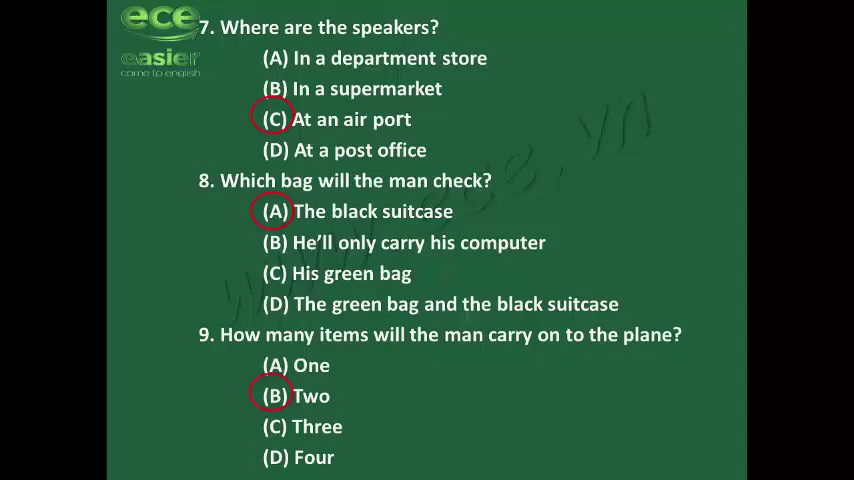 ece
easier
come to english
7. Where are the speakers?
(A) In a department store
(B) In a supermarket
(C) At an air port
(D) At a post office
8. Which bag will the man check?
(A) The black suitcase
(B) He'll only carry his computer
(C) His green bag
(D) The green bag and the black suitcase
9. How many items will the man carry on to the plane?
(A) One
(B) Two
(C) Three
(D) Four